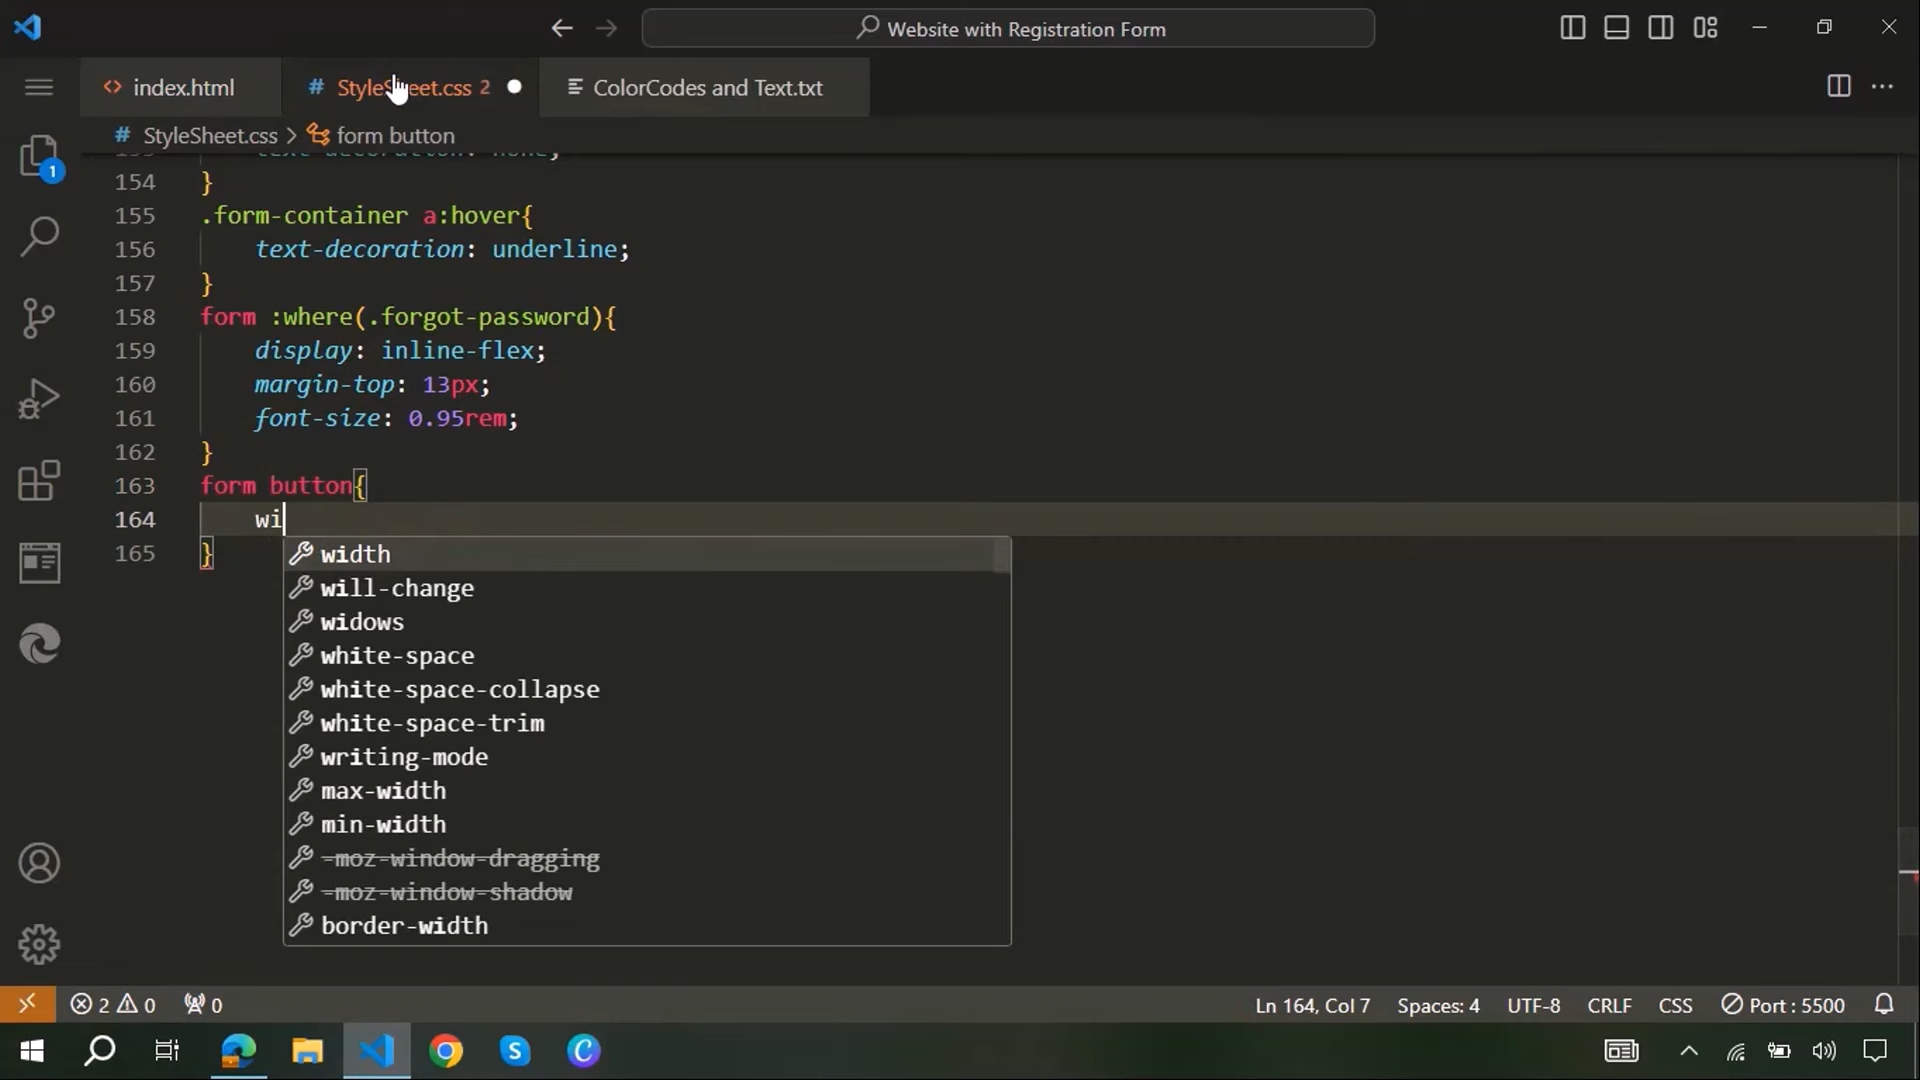 Website with Registration Form
index.html
StyleSheet.css 2
ColorCodes and Text.txt
# StyleSheet.css > form button
text-decoration: none;
154 }
155 .form-container a:hover{
156 text-decoration: underline;
157 }
158 form :where(.forgot-password){
159 display: inline-flex;
160 margin-top: 13px;
161 font-size: 0.95rem;
162 }
163 form button{
164 wi
165 }
width
will-change
widows
white-space
white-space-collapse
white-space-trim
writing-mode
max-width
min-width
-moz-window-dragging
-moz-window-shadow
border-width
1
2 0 0
Ln 164, Col 7 Spaces: 4 UTF-8 CRLF CSS Port : 5500